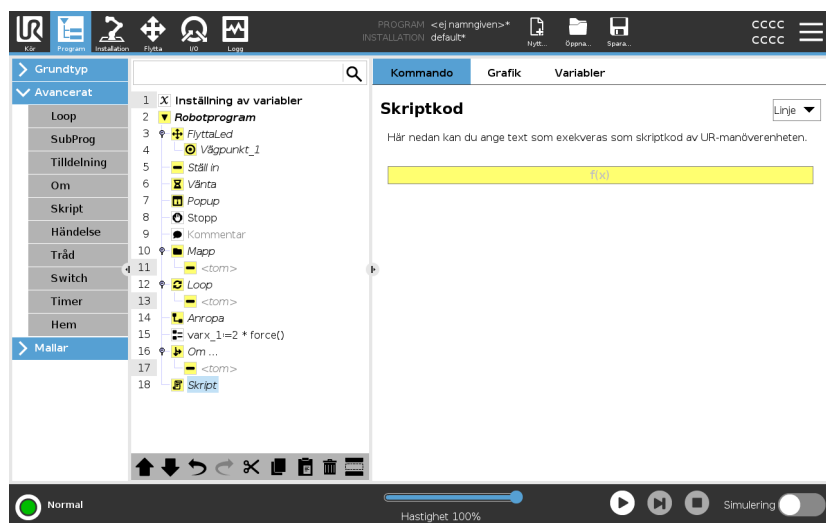 PROGRAM <ej namngiven>*
INSTALLATION default*
CCCC
CCCC
Kör Program Installation Flytta I/O Logg Nytt... Öppna... Spara...
Grundtyp
Avancerat
Loop
SubProg
Tilldelning
Om
Skript
Händelse
Tråd
Switch
Timer
Hem
Mallar
1 X Inställning av variabler
2 Robotprogram
3 FlyttaLed
4 Vägpunkt_1
5 Ställ in
6 Vänta
7 Popup
8 Stopp
9 Kommentar
10 Mapp
11 <tom>
12 Loop
13 <tom>
14 Anropa
15 varx_1≔2 * force()
16 Om ...
17 <tom>
18 Skript
Kommando Grafik Variabler
Skriptkod
Linje
Här nedan kan du ange text som exekveras som skriptkod av UR-manöverenheten.
f(x)
Normal
Hastighet 100%
Simulering